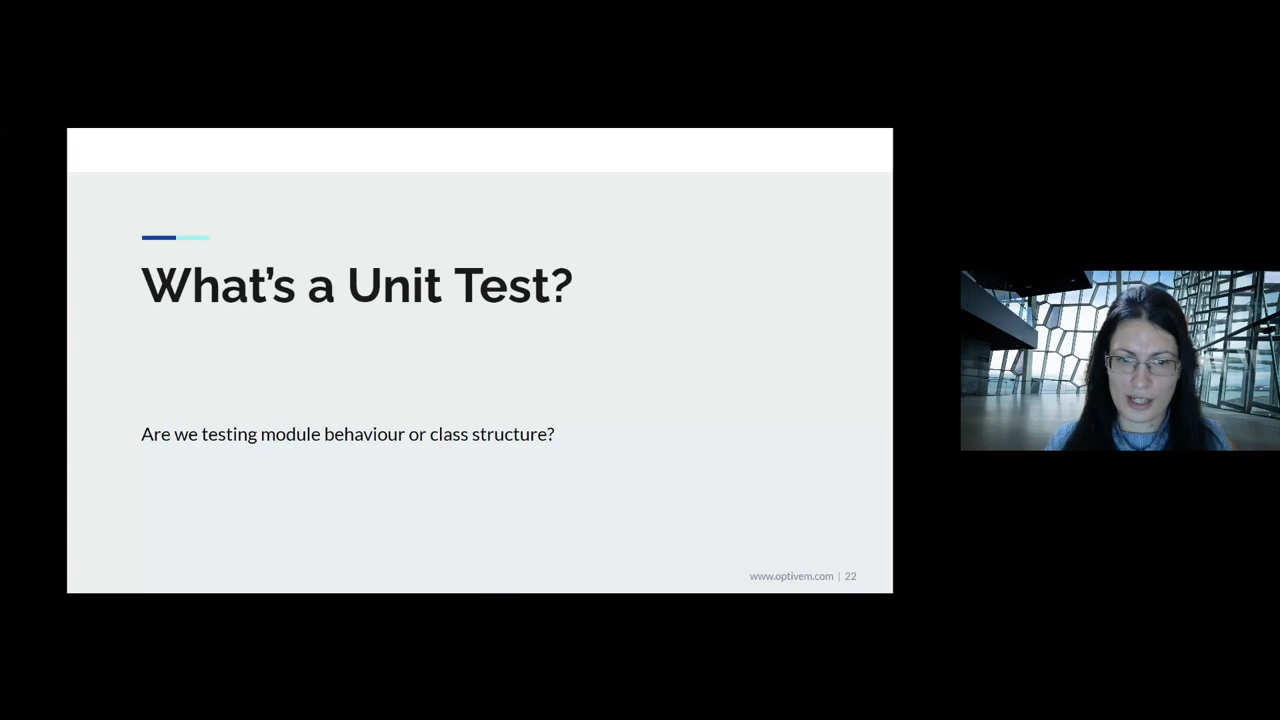 What's a Unit Test?
Are we testing module behaviour or class structure?
www.optivem.com | 22